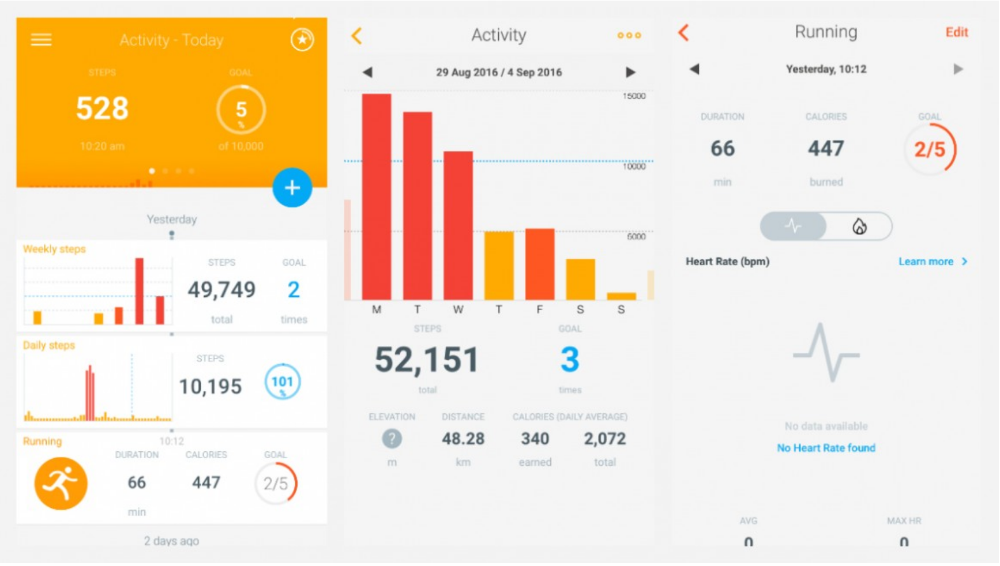 Activity - Today
STEPS GOAL
528 5 %
10:20 am of 10,000
+
Yesterday
Weekly steps
STEPS GOAL
49,749 2
total times
Daily steps
STEPS
10,195 101 %
Running 10:12
DURATION CALORIES GOAL
66 447 2/5
min
2 days ago
Activity
29 Aug 2016 / 4 Sep 2016
15000
10000
5000
M T W T F S S
STEPS GOAL
52,151 3
total times
ELEVATION DISTANCE CALORIES (DAILY AVERAGE)
? 48.28 340 2,072
m km earned total
Running Edit
Yesterday, 10:12
DURATION CALORIES GOAL
66 447 2/5
min burned
Heart Rate (bpm) Learn more >
No data available
No Heart Rate found
AVG MAX HR
0 0